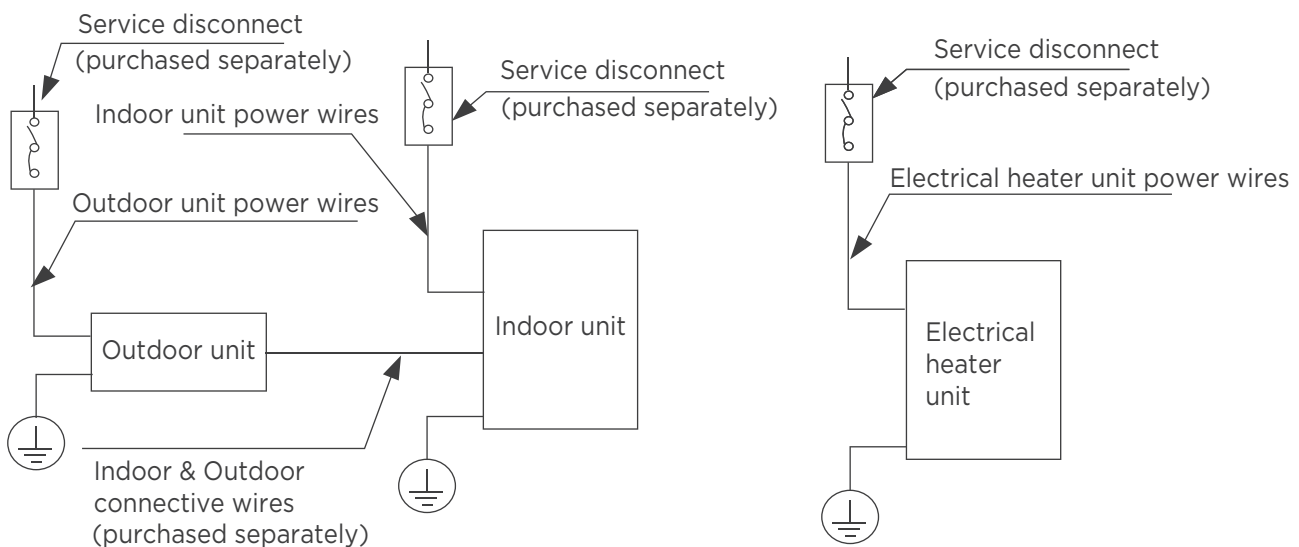 Service disconnect
(purchased separately)
Service disconnect
(purchased separately)
Service disconnect
(purchased separately)
Indoor unit power wires
Electrical heater unit power wires
Outdoor unit power wires
Indoor unit
Outdoor unit
Electrical
heater
unit
Indoor & Outdoor
connective wires
(purchased separately)